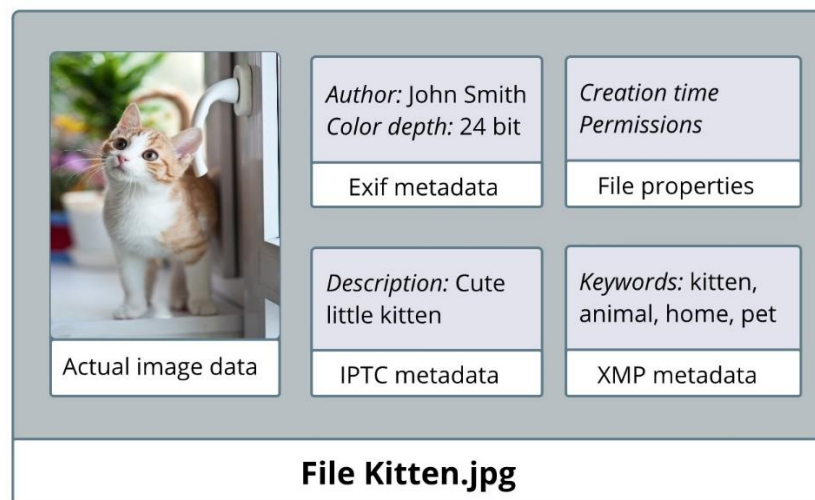 Author: John Smith
Color depth: 24 bit
Exif metadata
Creation time
Permissions
File properties
Actual image data
Description: Cute
little kitten
IPTC metadata
Keywords: kitten,
animal, home, pet
XMP metadata
File Kitten.jpg